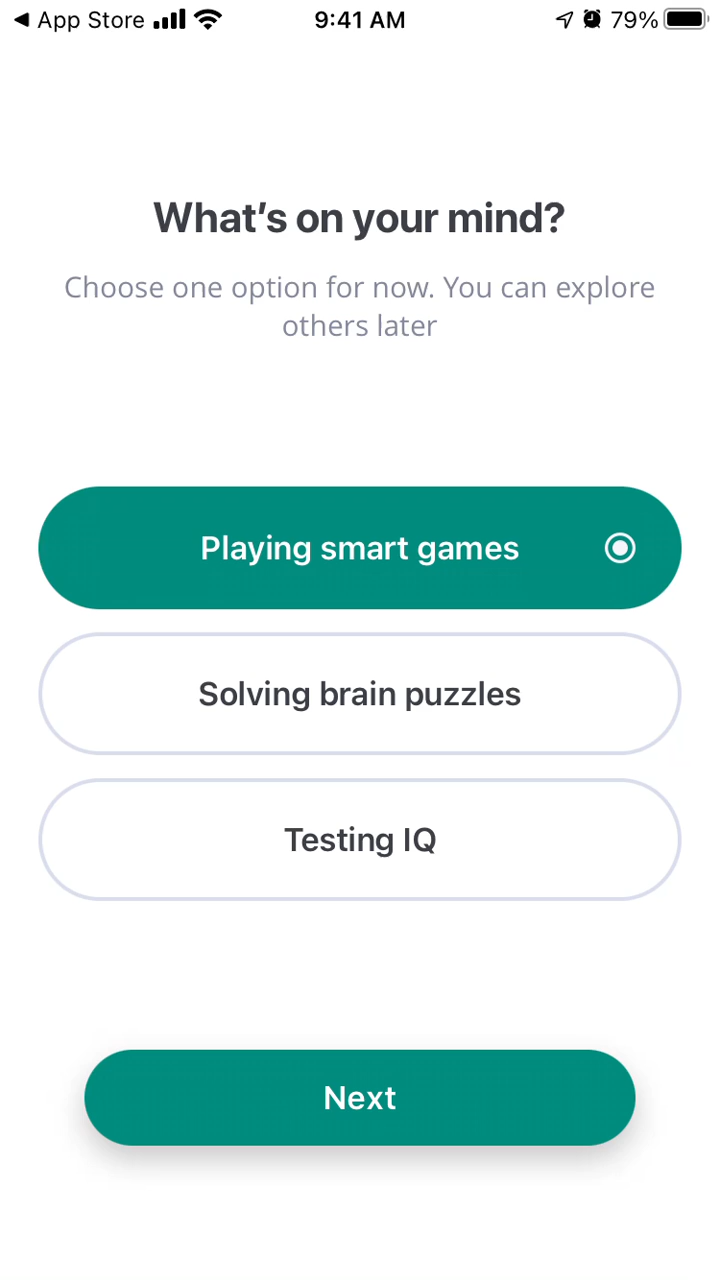 App Store 9:41 AM 79%
What's on your mind?
Choose one option for now. You can explore
others later
Playing smart games
Solving brain puzzles
Testing IQ
Next